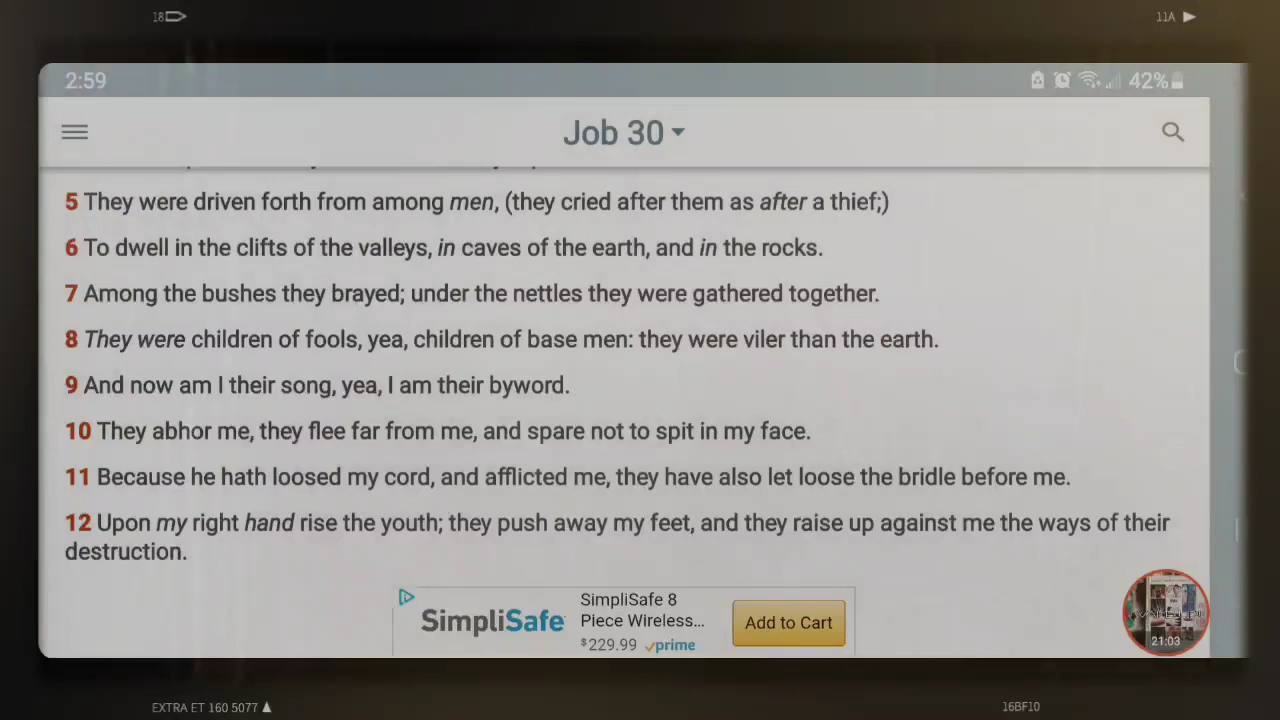 18
11A
2:59
42%
Job 30
5 They were driven forth from among men, (they cried after them as after a thief;)
6 To dwell in the clifts of the valleys, in caves of the earth, and in the rocks.
7 Among the bushes they brayed; under the nettles they were gathered together.
8 They were children of fools, yea, children of base men: they were viler than the earth.
9 And now am I their song, yea, I am their byword.
10 They abhor me, they flee far from me, and spare not to spit in my face.
11 Because he hath loosed my cord, and afflicted me, they have also let loose the bridle before me.
12 Upon my right hand rise the youth; they push away my feet, and they raise up against me the ways of their
destruction.
SimpliSafe
SimpliSafe 8
Piece Wireless...
$229.99 prime
Add to Cart
21:03
EXTRA ET 160 5077
16BF10